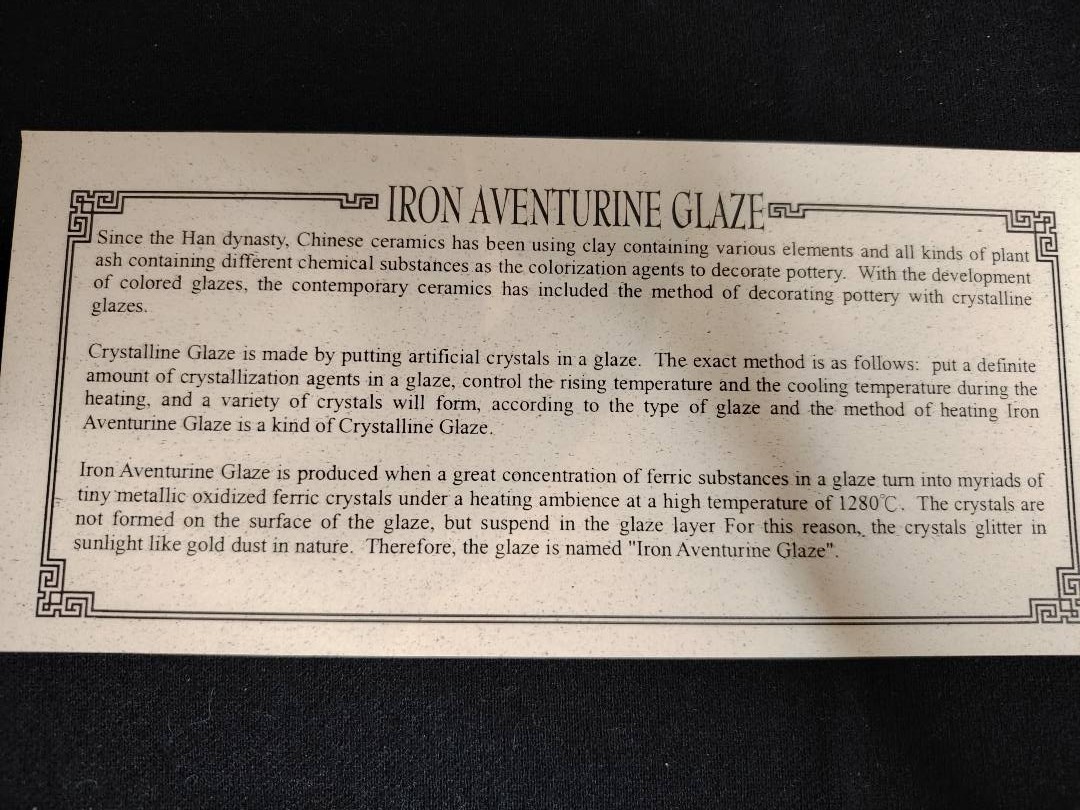 IRON AVENTURINE GLAZE
Since the Han dynasty, Chinese ceramics has been using clay containing various elements and all kinds of plant
ash containing different chemical substances as the colorization agents to decorate pottery. With the development
of colored glazes, the contemporary ceramics has included the method of decorating pottery with crystalline
glazes.
Crystalline Glaze is made by putting artificial crystals in a glaze. The exact method is as follows: put a definite
amount of crystallization agents in a glaze, control the rising temperature and the cooling temperature during the
heating, and a variety of crystals will form, according to the type of glaze and the method of heating Iron
Aventurine Glaze is a kind of Crystalline Glaze.
Iron Aventurine Glaze is produced when a great concentration of ferric substances in a glaze turn into myriads of
tiny metallic oxidized ferric crystals under a heating ambience at a high temperature of 1280℃. The crystals are
not formed on the surface of the glaze, but suspend in the glaze layer For this reason, the crystals glitter in
sunlight like gold dust in nature. Therefore, the glaze is named "Iron Aventurine Glaze".